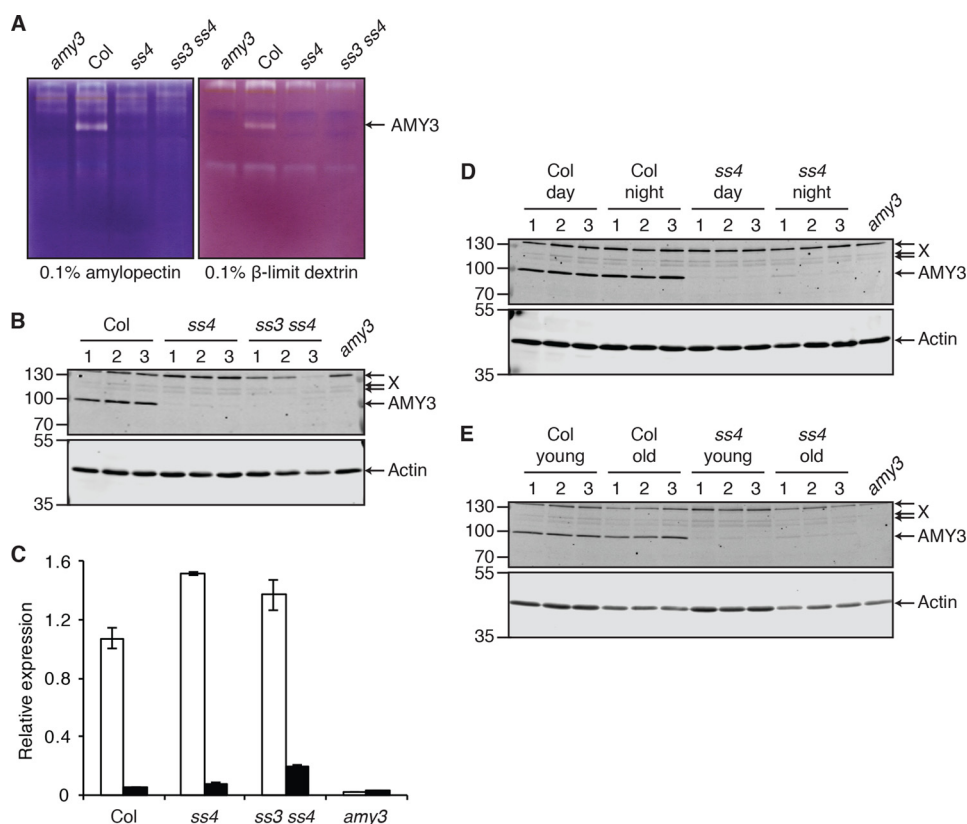 A
amy3 Col ss4 ss3 ss4
amy3 Col ss4 ss3 ss4
AMY3
0.1% amylopectin
0.1% β-limit dextrin
B
Col ss4 ss3 ss4 amy3
1 2 3 1 2 3 1 2 3
130
X
100
AMY3
70
55
Actin
35
C
Relative expression
1.6
1.2
0.8
0.4
0
Col ss4 ss3 ss4 amy3
D
Col day
Col night
ss4 day
ss4 night
amy3
1 2 3 1 2 3 1 2 3 1 2 3
130
X
100
AMY3
70
55
Actin
35
E
Col young
Col old
ss4 young
ss4 old
amy3
1 2 3 1 2 3 1 2 3 1 2 3
130
X
100
AMY3
70
55
Actin
35